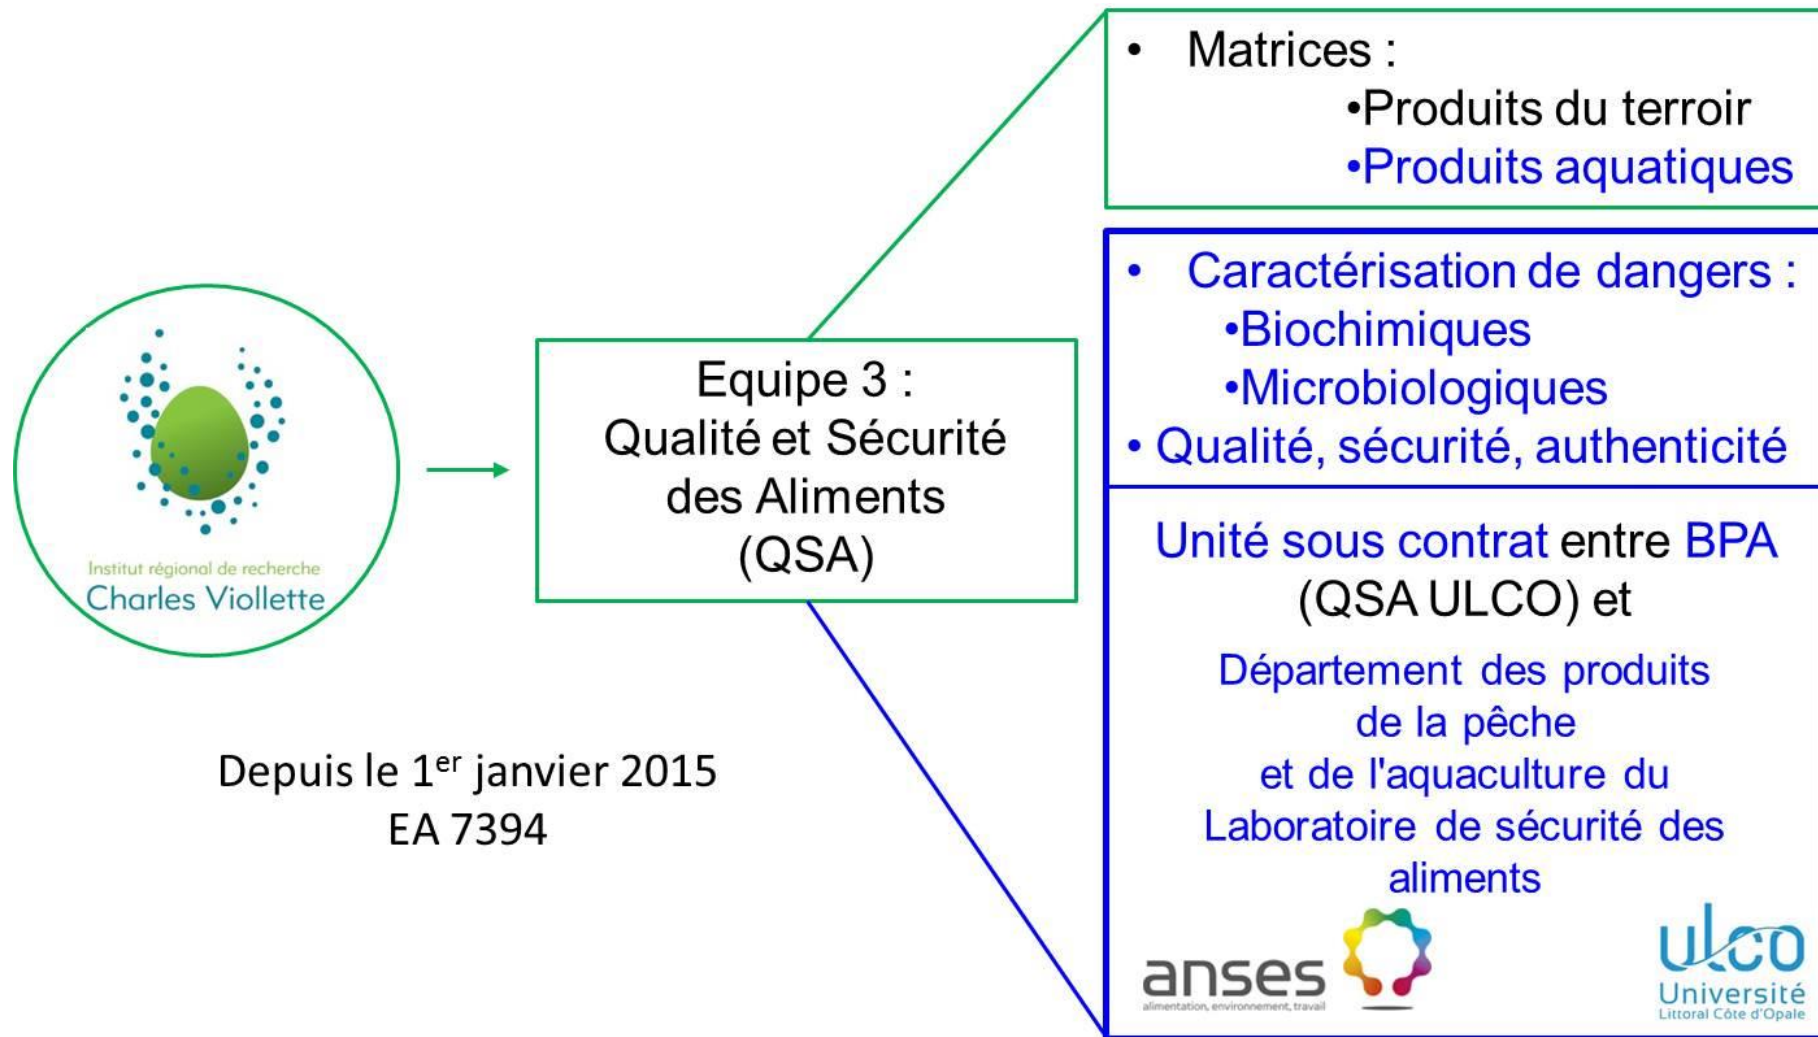 Institut régional de recherche
Charles Viollette
Depuis le 1er janvier 2015
EA 7394
Equipe 3 :
Qualité et Sécurité
des Aliments
(QSA)
• Matrices :
•Produits du terroir
•Produits aquatiques
• Caractérisation de dangers :
•Biochimiques
•Microbiologiques
• Qualité, sécurité, authenticité
Unité sous contrat entre BPA
(QSA ULCO) et
Département des produits
de la pêche
et de l'aquaculture du
Laboratoire de sécurité des
aliments
anses
alimentation, environnement, travail
ulco
Université
Littoral Côte d'Opale